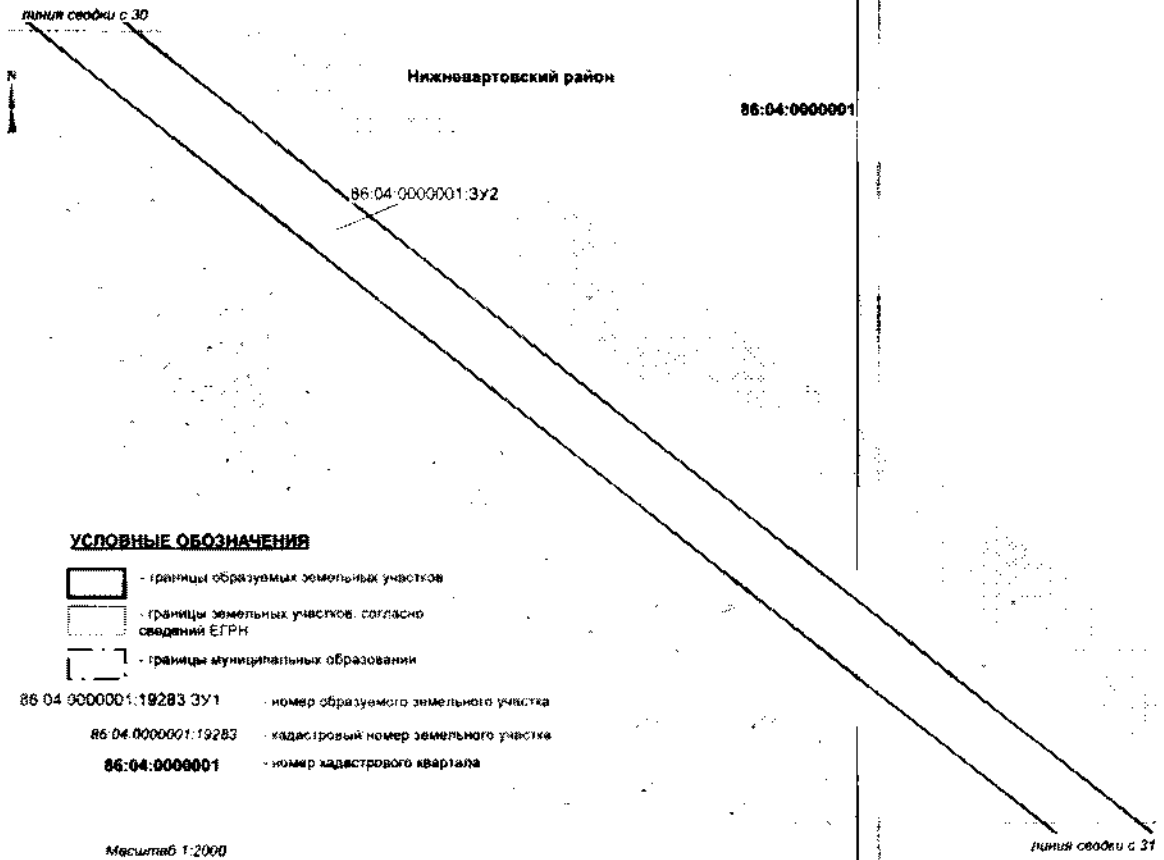 линия сводки с 30
N
Нижневартовский район
86:04:0000001
86:04:0000001:ЗУ2
УСЛОВНЫЕ ОБОЗНАЧЕНИЯ
- границы образуемых земельных участков
- границы земельных участков, согласно
сведений ЕГРН
- границы муниципальных образований
86:04:0000001:19283:ЗУ1 - номер образуемого земельного участка
86:04:0000001:19283 - кадастровый номер земельного участка
86:04:0000001 - номер кадастрового квартала
Масштаб 1:2000
линия сводки с 31